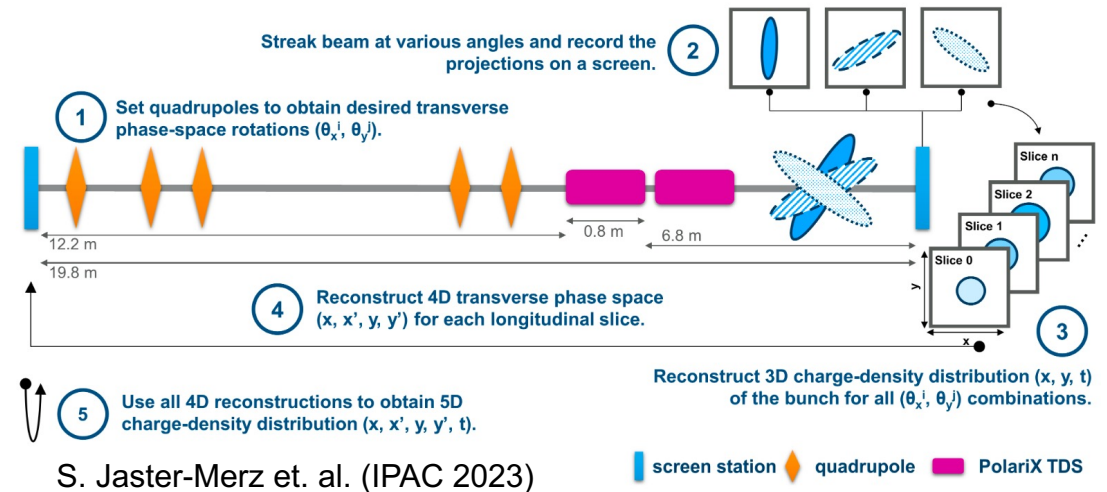 Streak beam at various angles and record the
projections on a screen.
2
1
Set quadrupoles to obtain desired transverse
phase-space rotations (θₓⁱ, θᵧʲ).
12.2 m
0.8 m
6.8 m
19.8 m
Slice n
Slice 2
Slice 1
Slice 0
y
x
4
Reconstruct 4D transverse phase space
(x, x’, y, y’) for each longitudinal slice.
3
Reconstruct 3D charge-density distribution (x, y, t)
of the bunch for all (θₓⁱ, θᵧʲ) combinations.
5
Use all 4D reconstructions to obtain 5D
charge-density distribution (x, x’, y, y’, t).
S. Jaster-Merz et. al. (IPAC 2023)
screen station
quadrupole
PolariX TDS